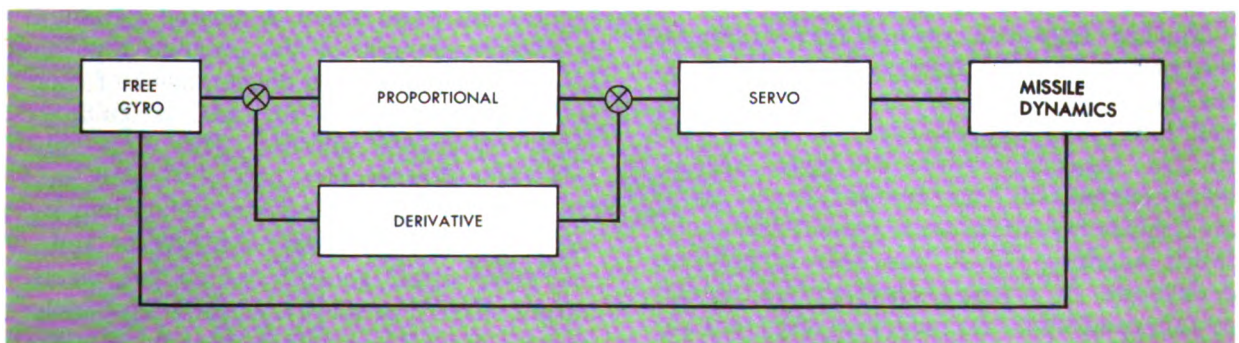 FREE
GYRO
PROPORTIONAL
SERVO
MISSILE
DYNAMICS
DERIVATIVE